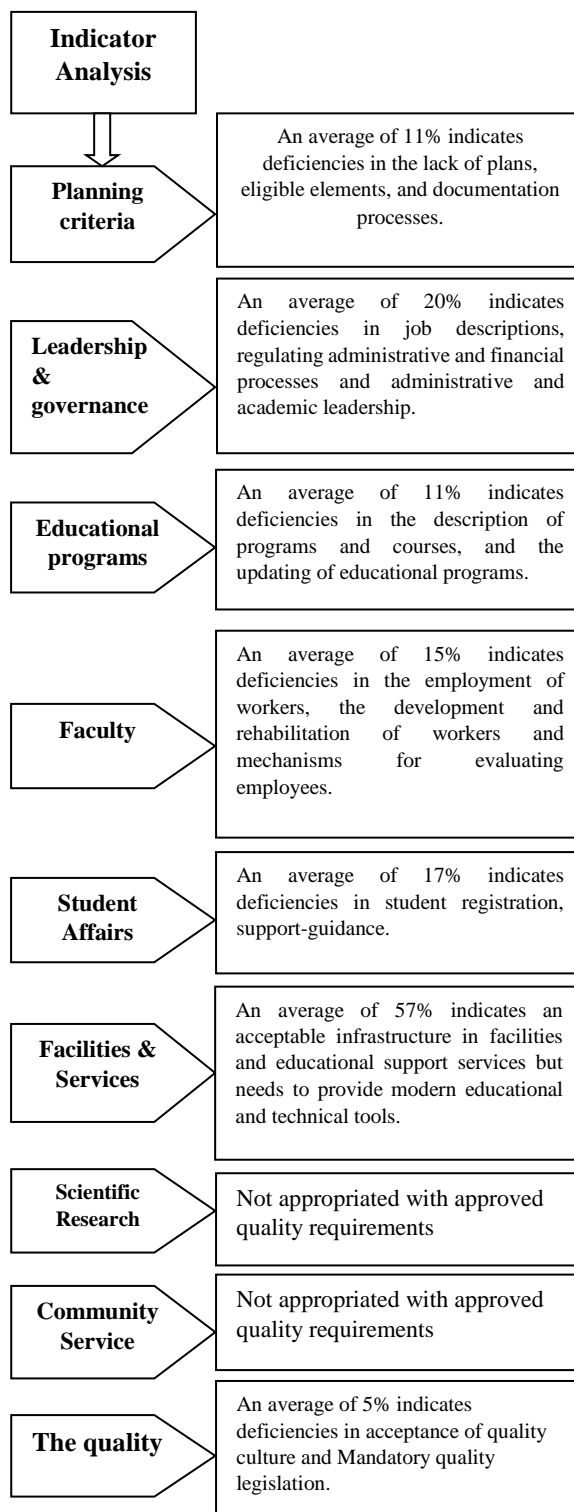 Indicator
Analysis
Planning
criteria
An average of 11% indicates
deficiencies in the lack of plans,
eligible elements, and documentation
processes.
Leadership
&
governance
An average of 20% indicates
deficiencies in job descriptions,
regulating administrative and financial
processes and administrative and
academic leadership.
Educational
programs
An average of 11% indicates
deficiencies in the description of
programs and courses, and the
updating of educational programs.
Faculty
An average of 15% indicates
deficiencies in the employment of
workers, the development and
rehabilitation of workers and
mechanisms for evaluating
employees.
Student
Affairs
An average of 17% indicates
deficiencies in student registration,
support-guidance.
Facilities &
Services
An average of 57% indicates an
acceptable infrastructure in facilities
and educational support services but
needs to provide modern educational
and technical tools.
Scientific
Research
Not appropriated with approved
quality requirements
Community
Service
Not appropriated with approved
quality requirements
The quality
An average of 5% indicates
deficiencies in acceptance of quality
culture and Mandatory quality
legislation.